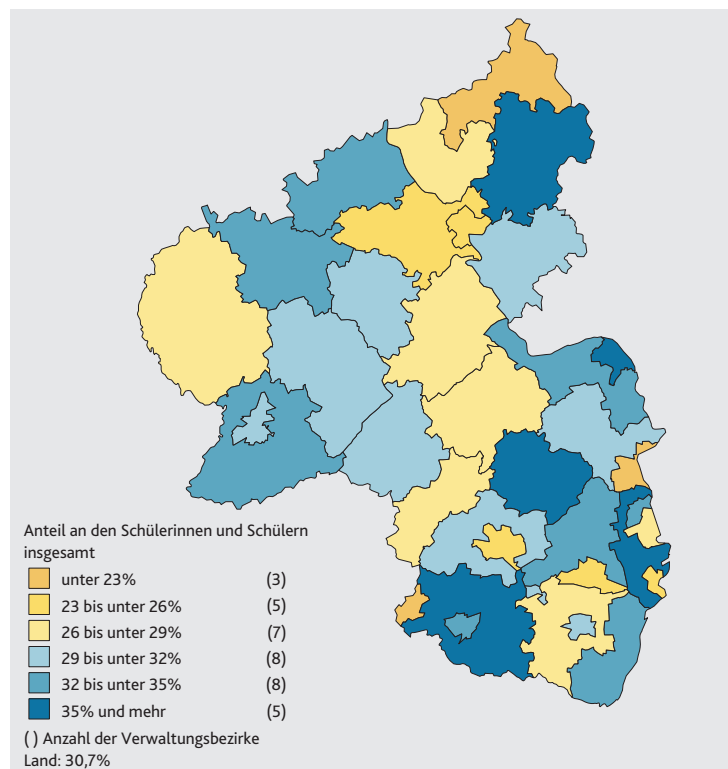 Anteil an den Schülerinnen und Schülern
insgesamt
unter 23% (3)
23 bis unter 26% (5)
26 bis unter 29% (7)
29 bis unter 32% (8)
32 bis unter 35% (8)
35% und mehr (5)
( ) Anzahl der Verwaltungsbezirke
Land: 30,7%